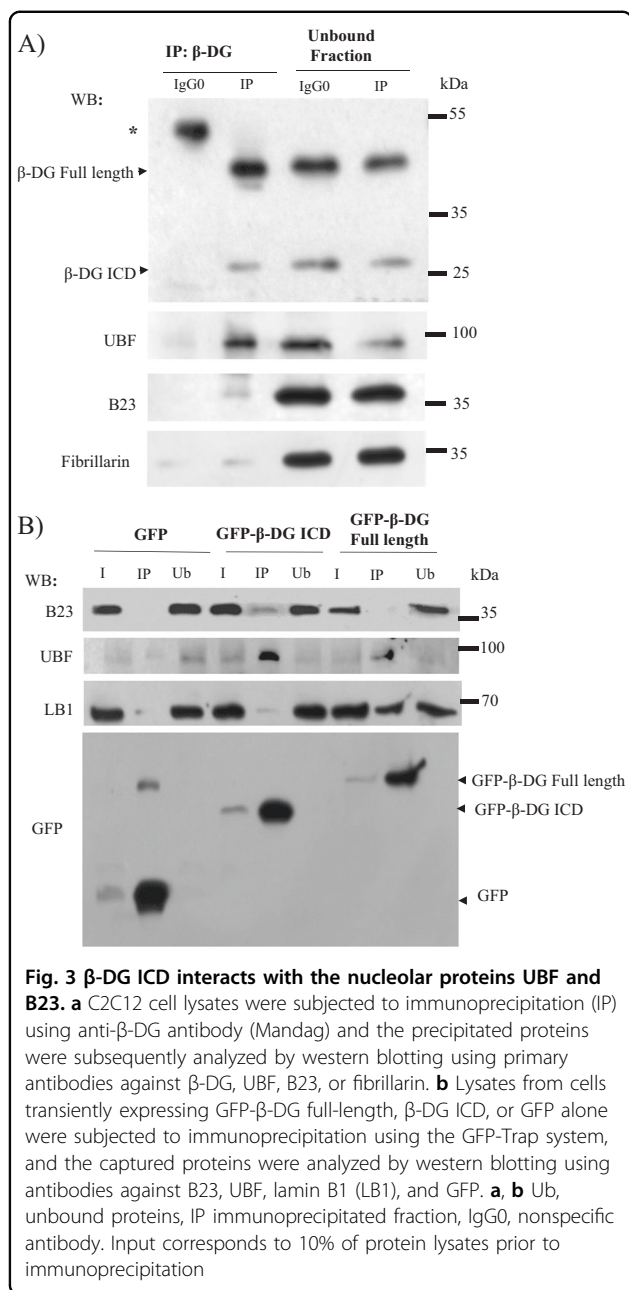 A)
IP: β-DG
Unbound
Fraction
IgG0 IP IgG0 IP kDa
WB:
55
*
β-DG Full length
35
β-DG ICD
25
UBF
100
B23
35
Fibrillarin
35
B)
GFP GFP-β-DG ICD GFP-β-DG
Full length
WB: I IP Ub I IP Ub I IP Ub kDa
B23
35
UBF
100
LB1
70
GFP
GFP-β-DG Full length
GFP-β-DG ICD
GFP
Fig. 3 β-DG ICD interacts with the nucleolar proteins UBF and
B23. a C2C12 cell lysates were subjected to immunoprecipitation (IP)
using anti-β-DG antibody (Mandag) and the precipitated proteins
were subsequently analyzed by western blotting using primary
antibodies against β-DG, UBF, B23, or fibrillarin. b Lysates from cells
transiently expressing GFP-β-DG full-length, β-DG ICD, or GFP alone
were subjected to immunoprecipitation using the GFP-Trap system,
and the captured proteins were analyzed by western blotting using
antibodies against B23, UBF, lamin B1 (LB1), and GFP. a, b Ub,
unbound proteins, IP immunoprecipitated fraction, IgG0, nonspecific
antibody. Input corresponds to 10% of protein lysates prior to
immunoprecipitation